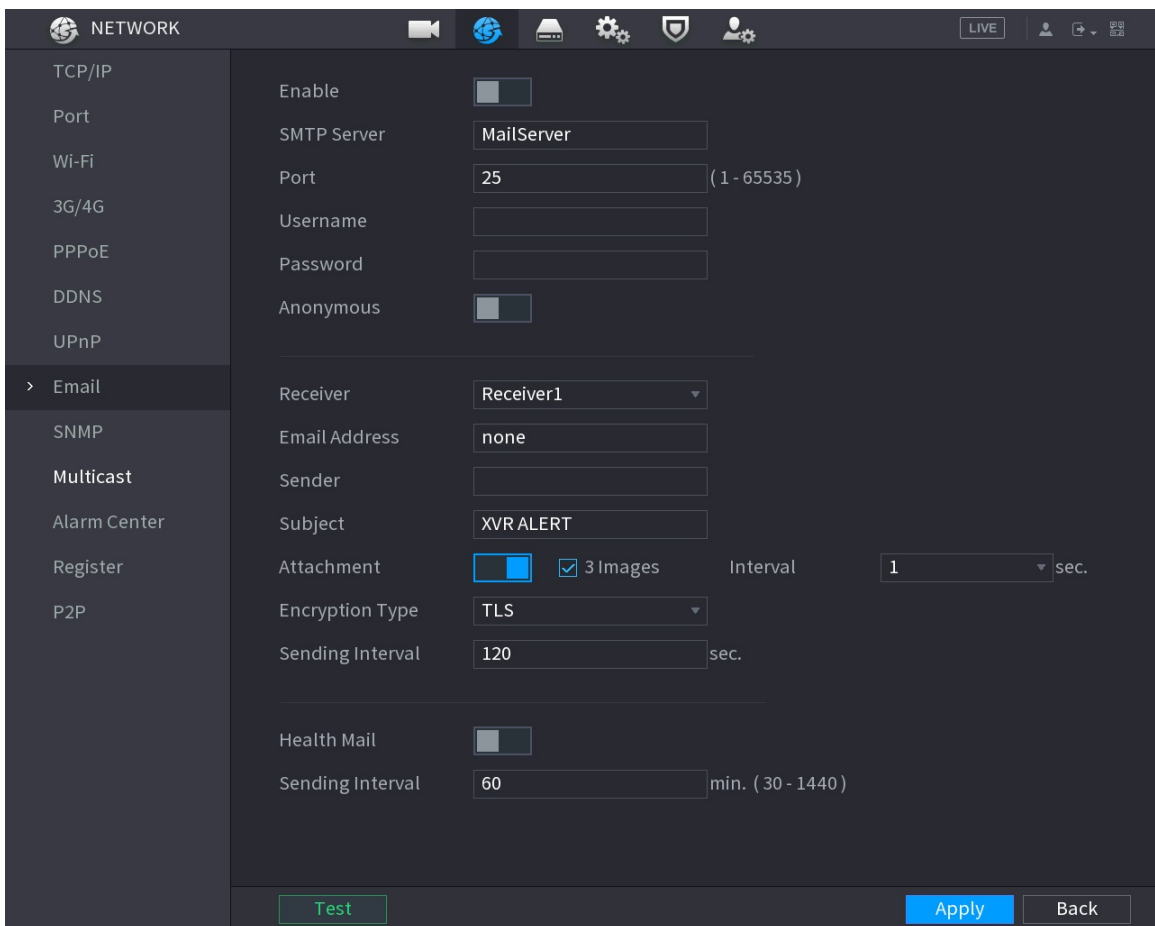 NETWORK
LIVE
TCP/IP
Port
Wi-Fi
3G/4G
PPPoE
DDNS
UPnP
Email
SNMP
Multicast
Alarm Center
Register
P2P
Enable
SMTP Server MailServer
Port 25 (1-65535)
Username
Password
Anonymous
Receiver Receiver1
Email Address none
Sender
Subject XVR ALERT
Attachment 3 Images Interval 1 sec.
Encryption Type TLS
Sending Interval 120 sec.
Health Mail
Sending Interval 60 min. (30-1440)
Test Apply Back